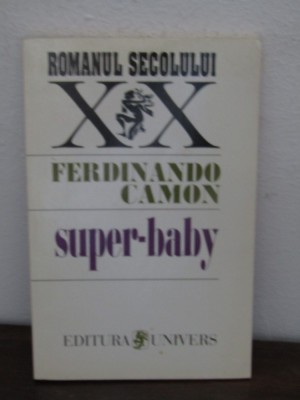 ROMANUL SECOLULUI
XX
FERDINANDO
CAMON
super-baby
EDITURA UNIVERS